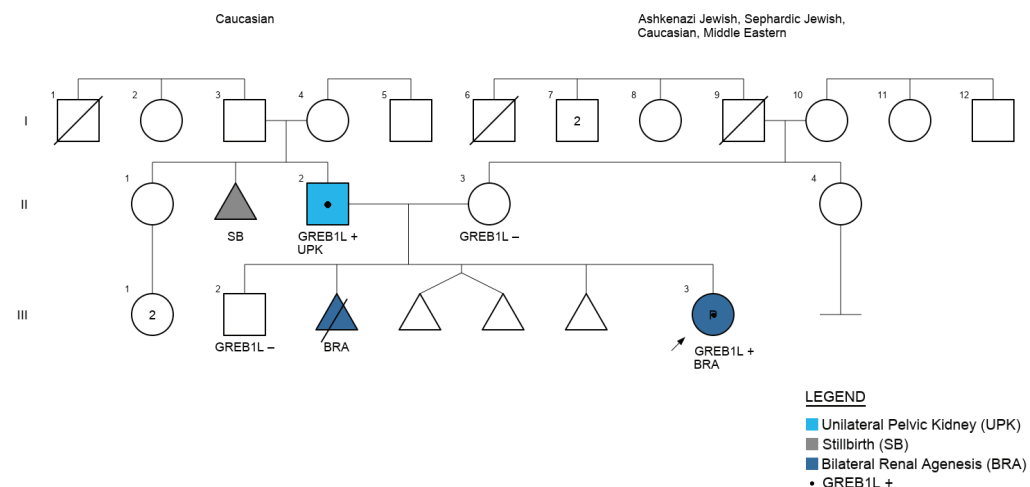 Caucasian
Ashkenazi Jewish, Sephardic Jewish,
Caucasian, Middle Eastern
1 2 3 4 5 6 7 8 9 10 11 12
I
2
1 2 3 4
II
SB
GREB1L +
UPK
GREB1L –
1 2 3
III
2
P
GREB1L –
BRA
GREB1L +
BRA
LEGEND
Unilateral Pelvic Kidney (UPK)
Stillbirth (SB)
Bilateral Renal Agenesis (BRA)
• GREB1L +